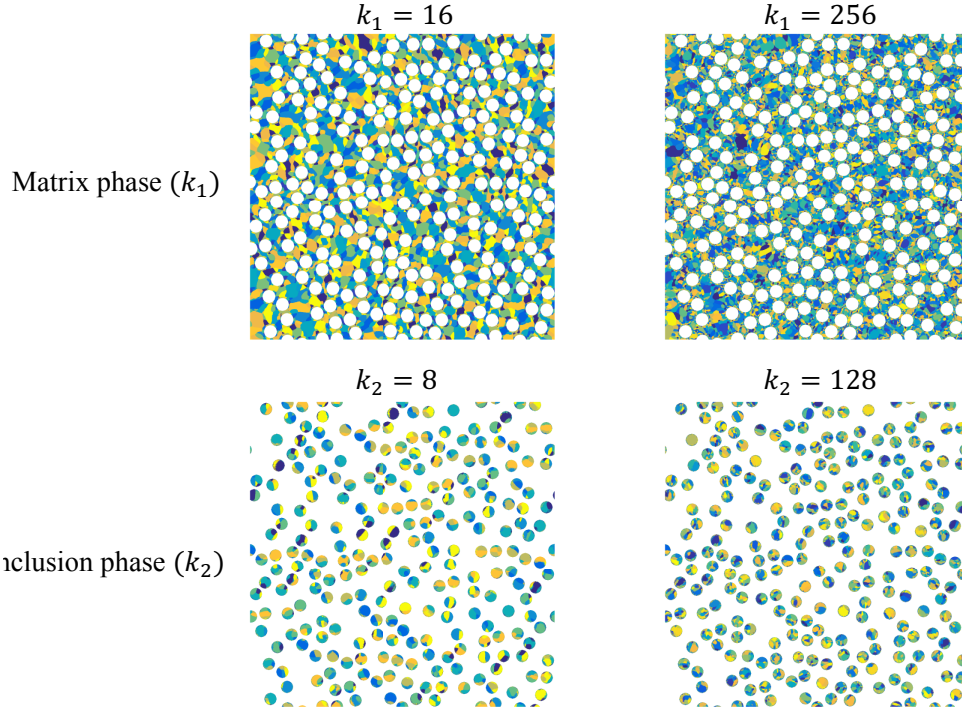 k₁ = 16
k₁ = 256
Matrix phase (k₁)
k₂ = 8
k₂ = 128
nclusion phase (k₂)